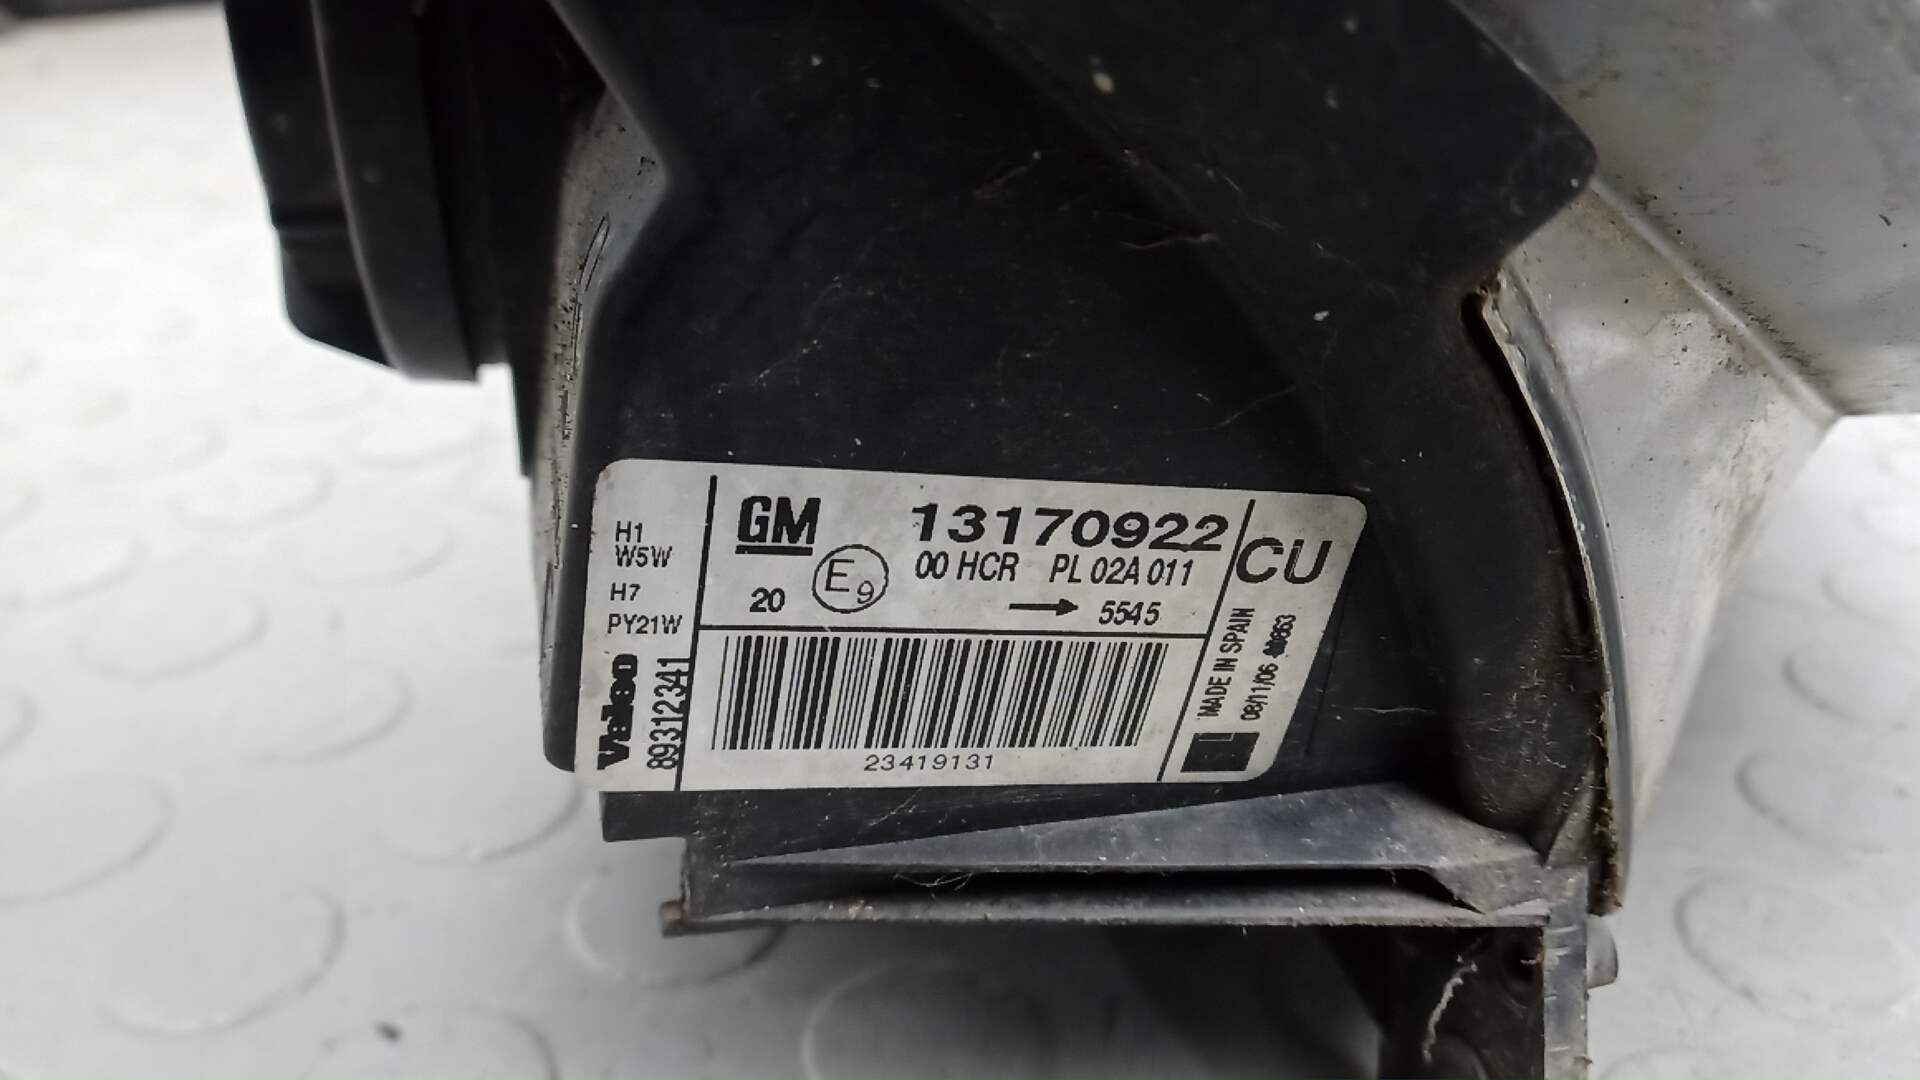 H1
W5W
H7
PY21W
Valeo
89312341
GM
13170922
20
E9
00 HCR PL 02A 011
→ 5545
23419131
CU
MADE IN SPAIN
08/11/06